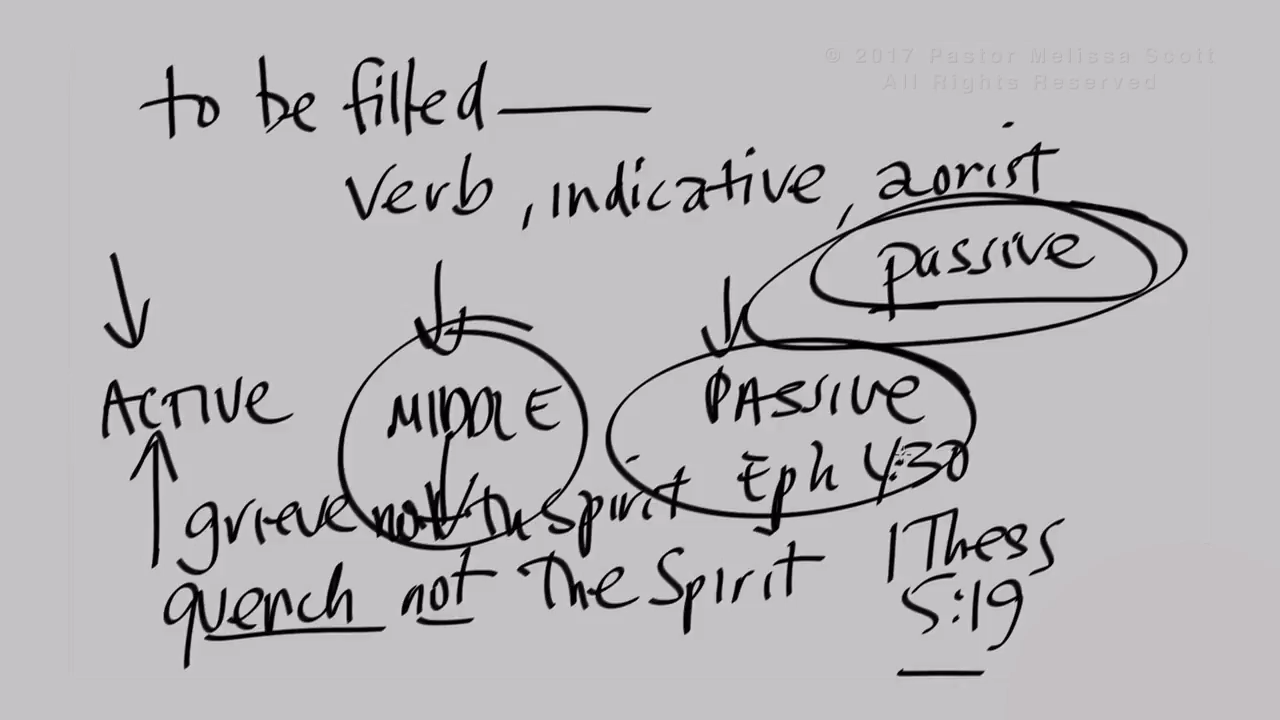 © 2017 Pastor Melissa Scott
All Rights Reserved
to be filled
verb, indicative, aorist
passive
ACTIVE MIDDLE PASSIVE
Eph 4:30
grieve not the spirit
quench not The Spirit
1 Thess
5:19